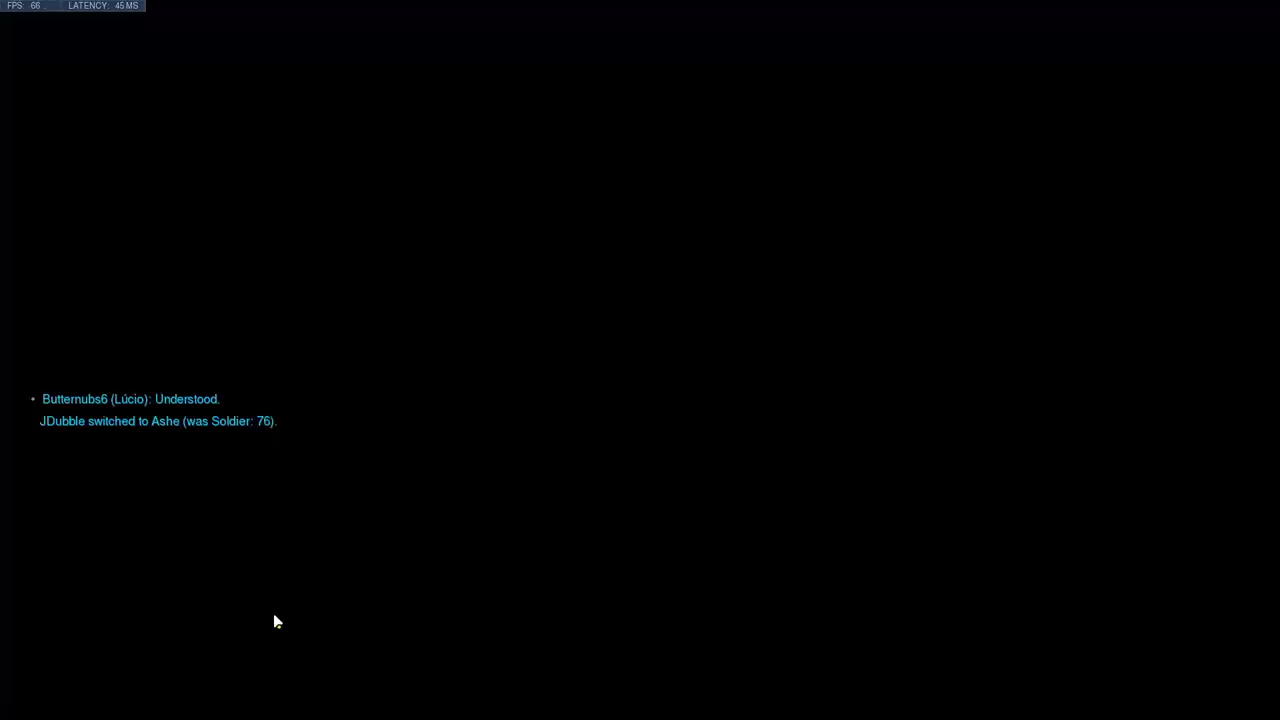 FPS: 66 LATENCY: 45 MS
Butternubs6 (Lúcio): Understood.
JDubble switched to Ashe (was Soldier: 76).